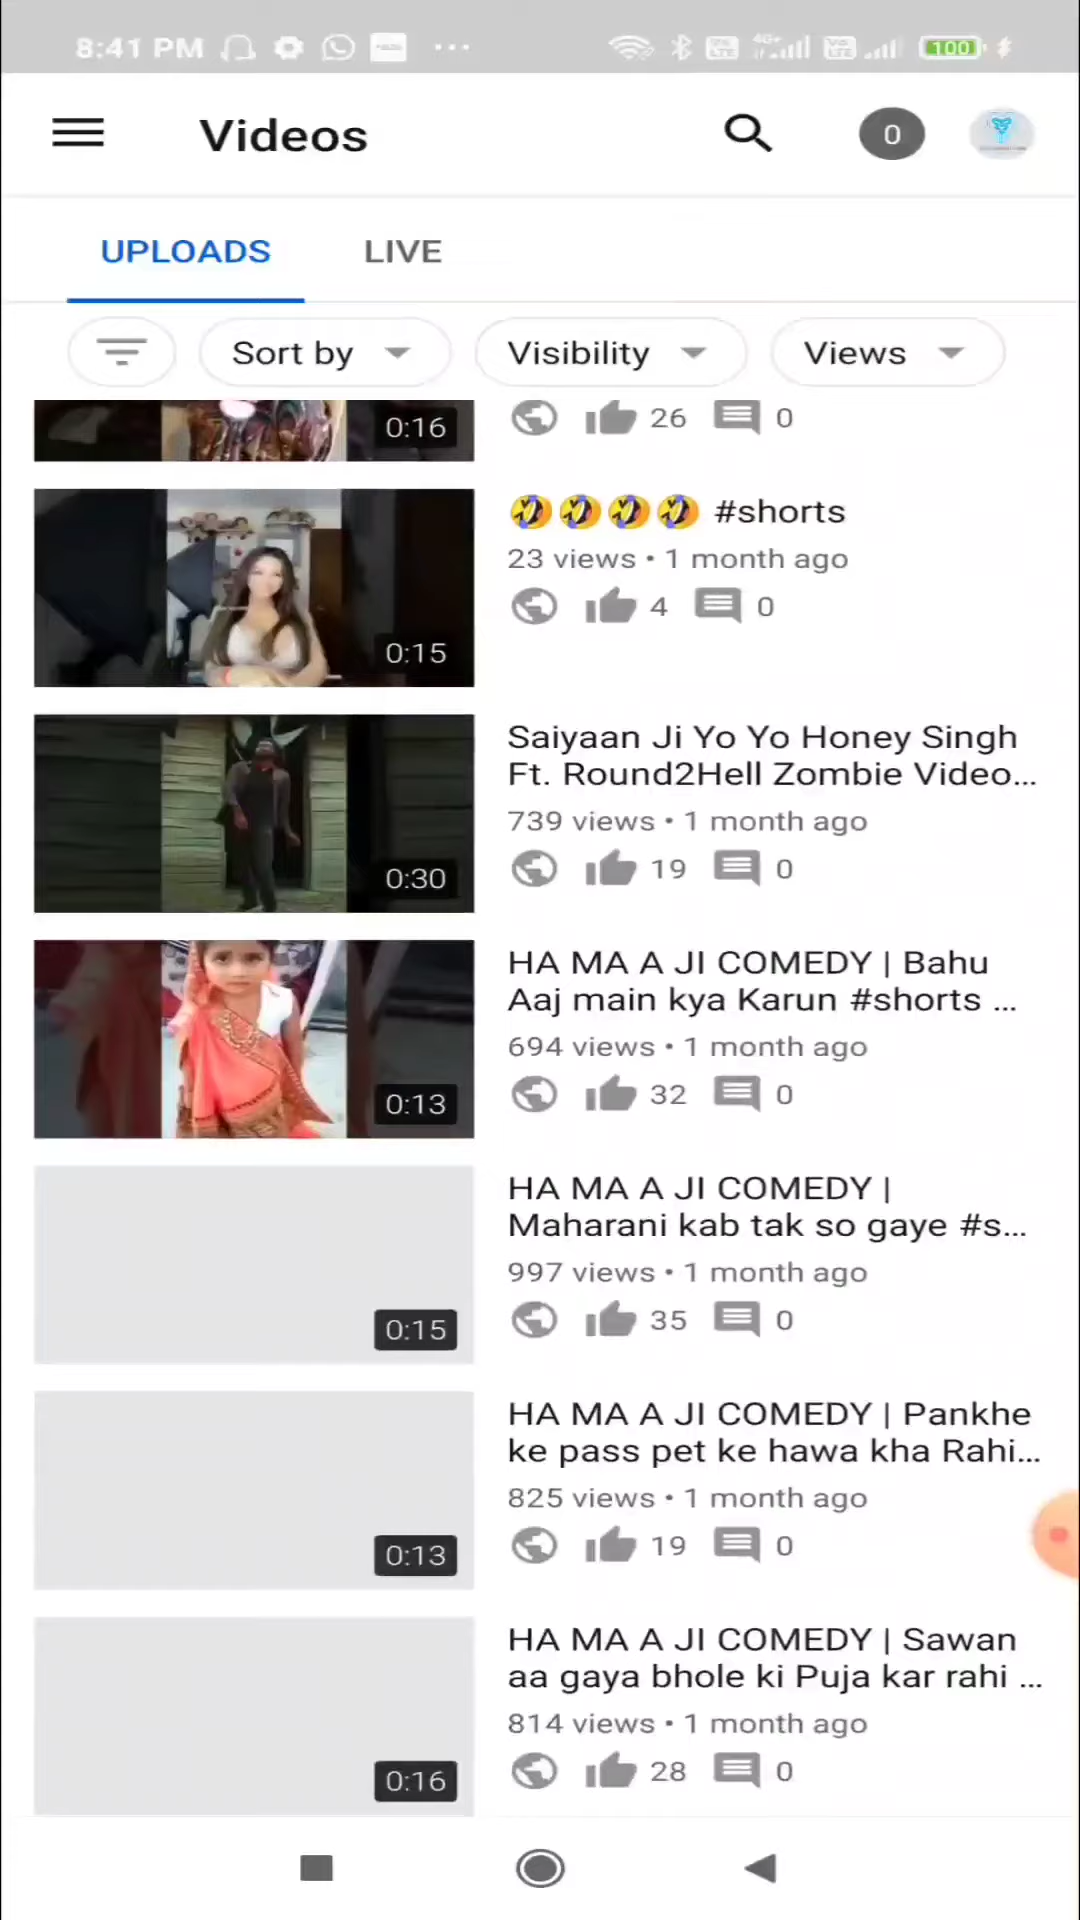 8:41 PM
100
Videos
0
UPLOADS
LIVE
Sort by
Visibility
Views
0:16
26
0
🤣🤣🤣🤣 #shorts
23 views • 1 month ago
4
0
0:15
Saiyaan Ji Yo Yo Honey Singh
Ft. Round2Hell Zombie Video...
739 views • 1 month ago
19
0
0:30
HA MA A JI COMEDY | Bahu
Aaj main kya Karun #shorts ...
694 views • 1 month ago
32
0
0:13
HA MA A JI COMEDY |
Maharani kab tak so gaye #s...
997 views • 1 month ago
35
0
0:15
HA MA A JI COMEDY | Pankhe
ke pass pet ke hawa kha Rahi...
825 views • 1 month ago
19
0
0:13
HA MA A JI COMEDY | Sawan
aa gaya bhole ki Puja kar rahi ...
814 views • 1 month ago
28
0
0:16